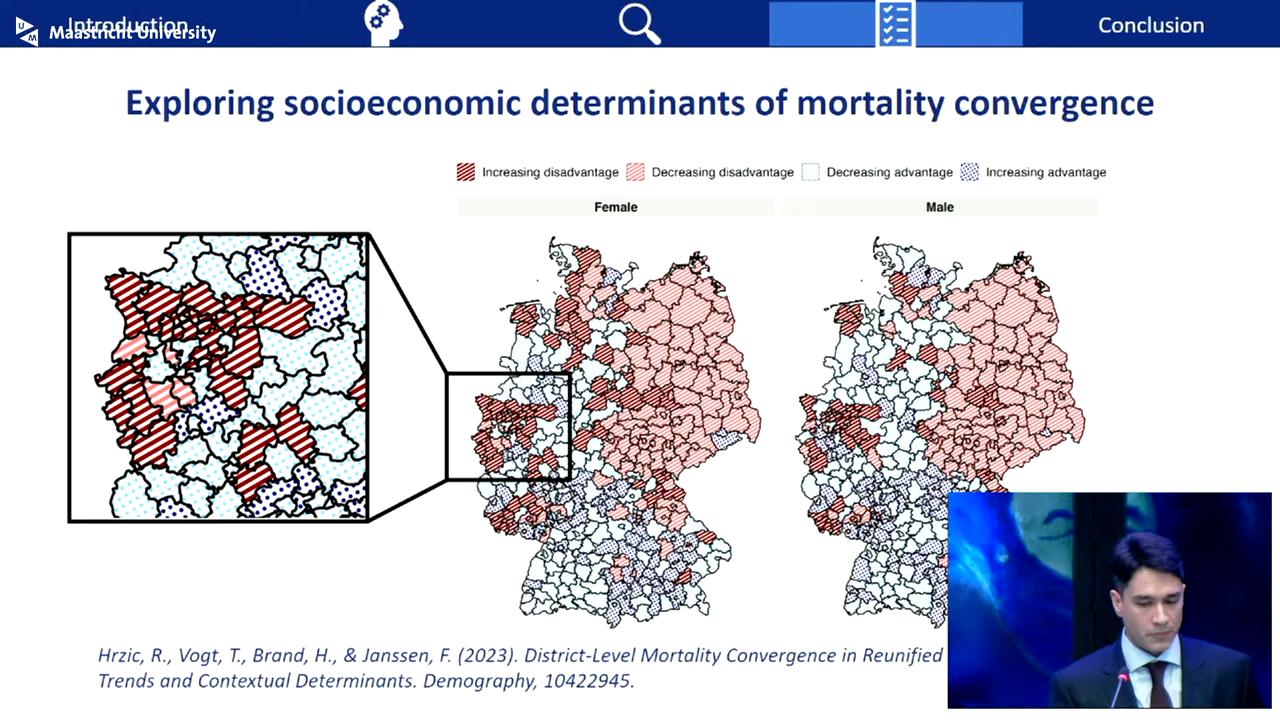 Introduction
Maastricht University
Conclusion
Exploring socioeconomic determinants of mortality convergence
Increasing disadvantage Decreasing disadvantage Decreasing advantage Increasing advantage
Female Male
Hrzic, R., Vogt, T., Brand, H., & Janssen, F. (2023). District-Level Mortality Convergence in Reunified
Trends and Contextual Determinants. Demography, 10422945.